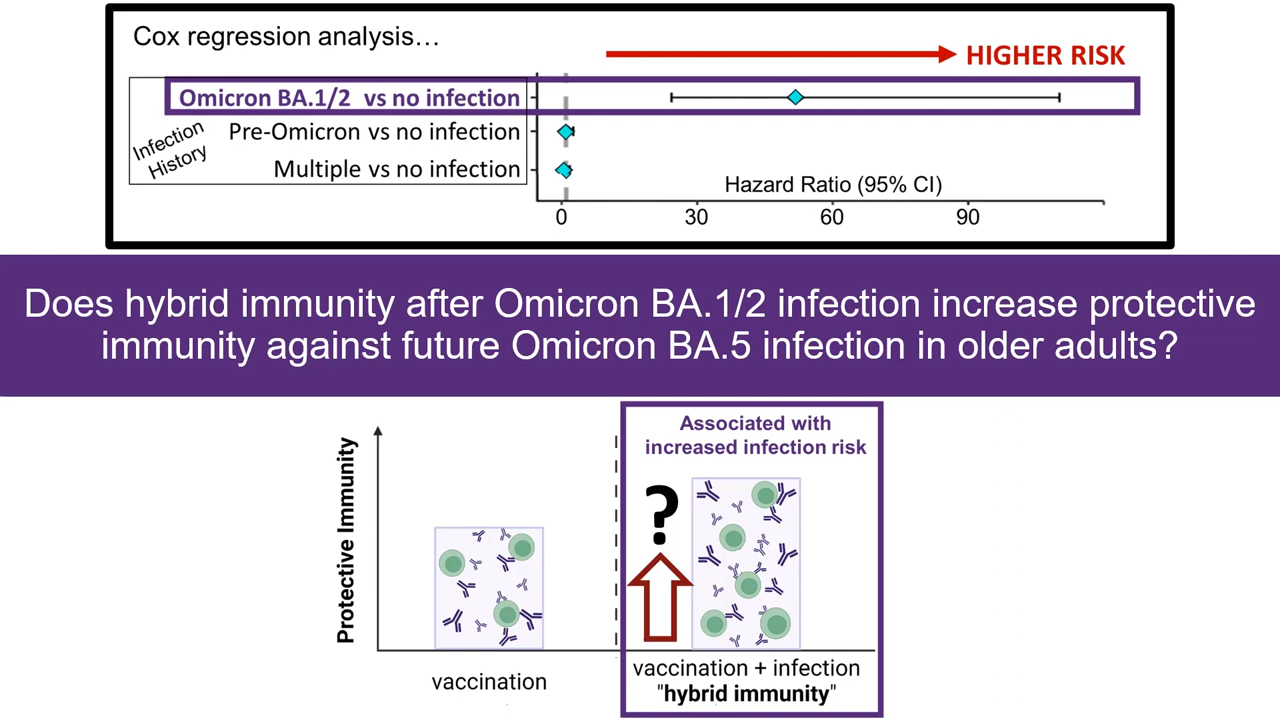 Cox regression analysis…
HIGHER RISK
Omicron BA.1/2 vs no infection
Infection
History
Pre-Omicron vs no infection
Multiple vs no infection
Hazard Ratio (95% CI)
0 30 60 90
Does hybrid immunity after Omicron BA.1/2 infection increase protective
immunity against future Omicron BA.5 infection in older adults?
Associated with
increased infection risk
Protective Immunity
?
vaccination
vaccination + infection
"hybrid immunity"